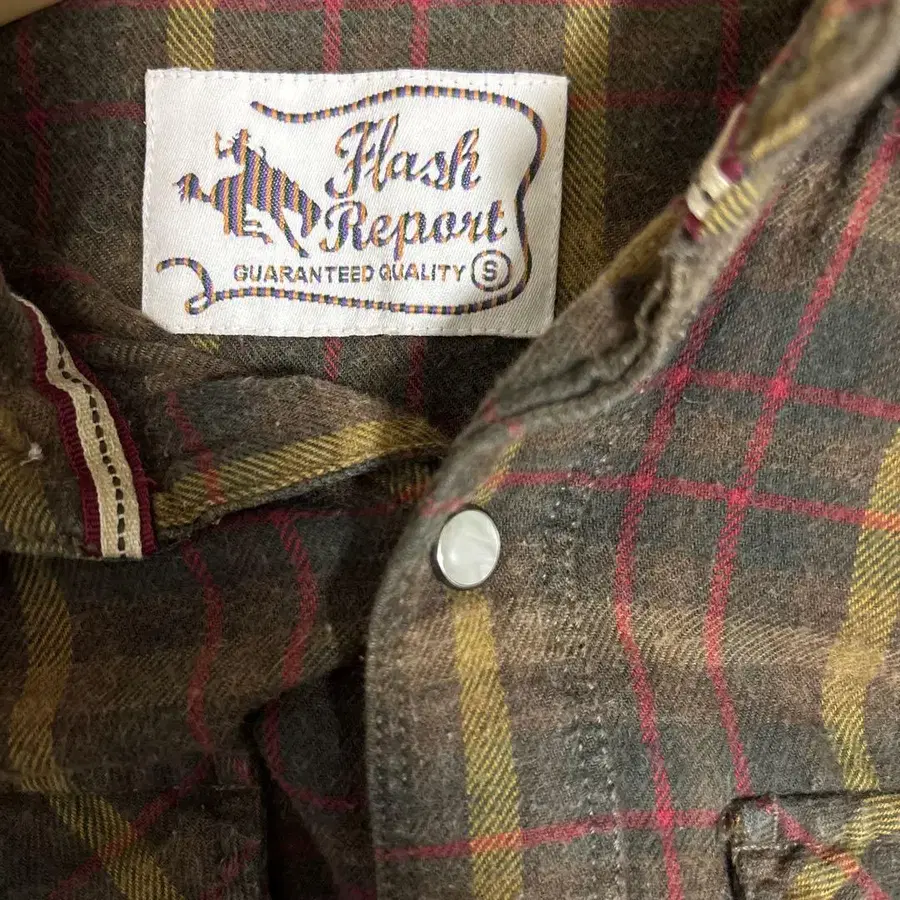 Flash
Report
GUARANTEED QUALITY S